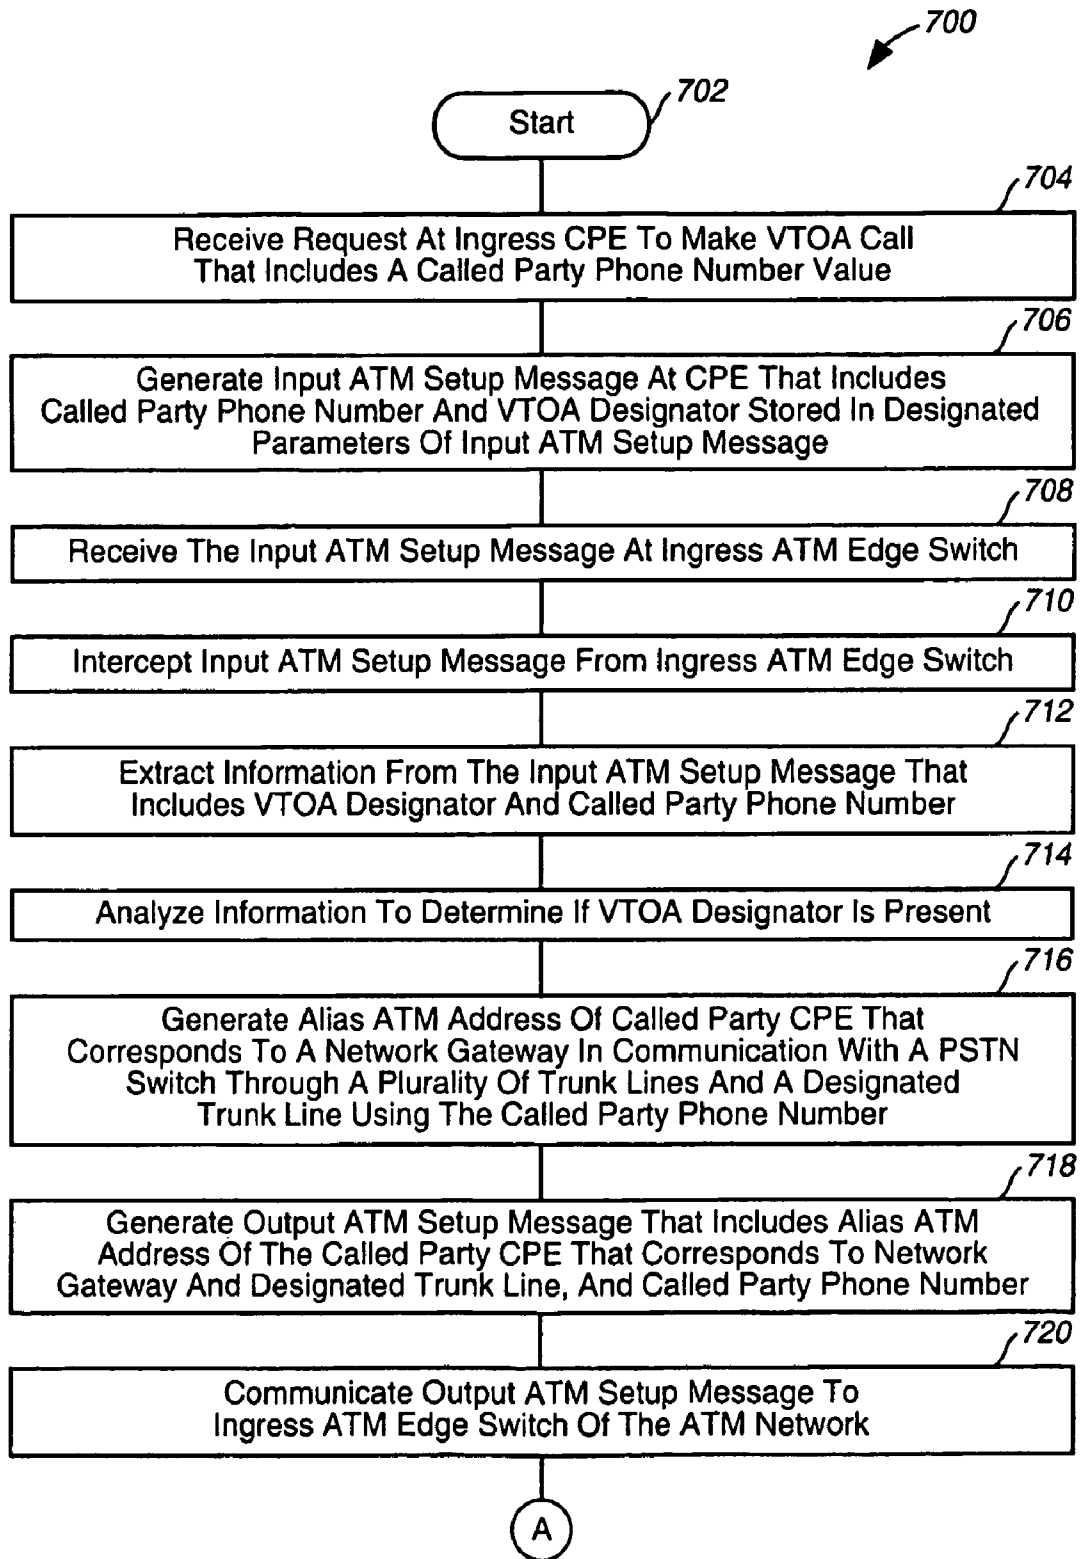 700
702
Start
704
Receive Request At Ingress CPE To Make VTOA Call
That Includes A Called Party Phone Number Value
706
Generate Input ATM Setup Message At CPE That Includes
Called Party Phone Number And VTOA Designator Stored In Designated
Parameters Of Input ATM Setup Message
708
Receive The Input ATM Setup Message At Ingress ATM Edge Switch
710
Intercept Input ATM Setup Message From Ingress ATM Edge Switch
712
Extract Information From The Input ATM Setup Message That
Includes VTOA Designator And Called Party Phone Number
714
Analyze Information To Determine If VTOA Designator Is Present
716
Generate Alias ATM Address Of Called Party CPE That
Corresponds To A Network Gateway In Communication With A PSTN
Switch Through A Plurality Of Trunk Lines And A Designated
Trunk Line Using The Called Party Phone Number
718
Generate Output ATM Setup Message That Includes Alias ATM
Address Of The Called Party CPE That Corresponds To Network
Gateway And Designated Trunk Line, And Called Party Phone Number
720
Communicate Output ATM Setup Message To
Ingress ATM Edge Switch Of The ATM Network
A